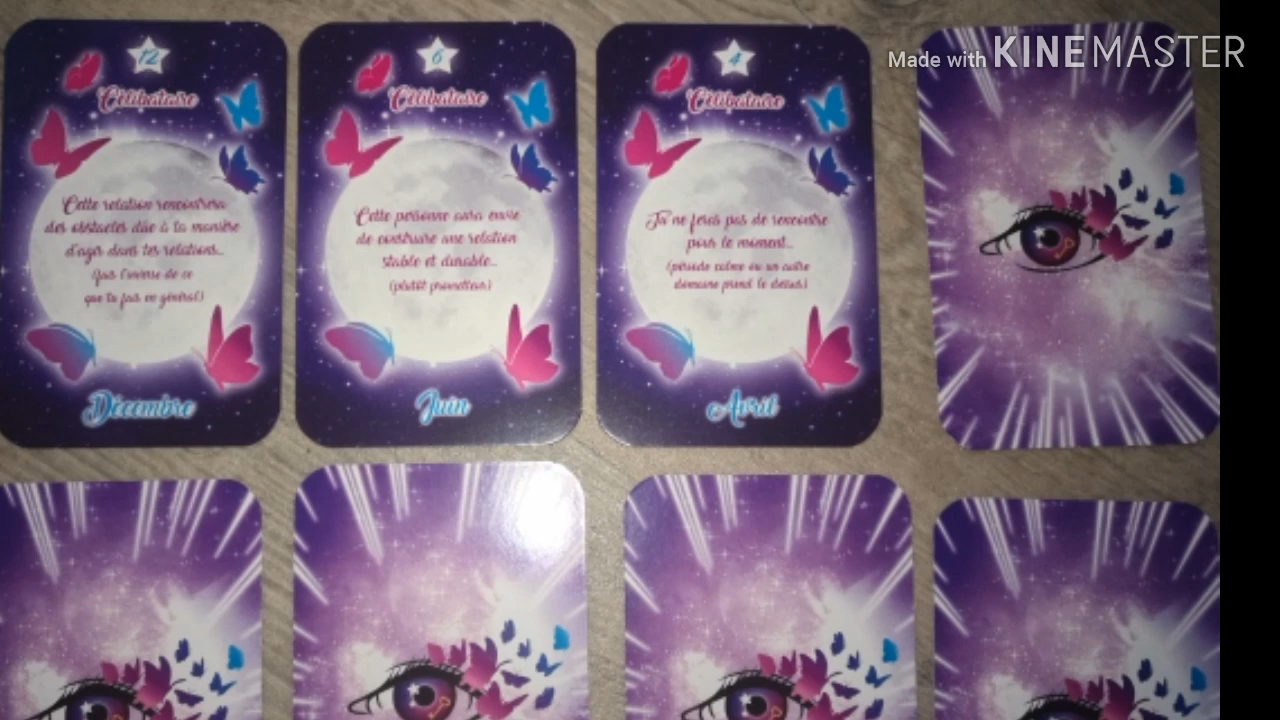 Made with KINEMASTER
12
Célibataire
Cette relation rencontrera
des obstacles dûe à ta manière
d'agir dans tes relations...
(fais l'inverse de ce
que tu fais en général)
Décembre
6
Célibataire
Cette personne aura envie
de construire une relation
stable et durable...
(plutôt prometteur)
Juin
4
Célibataire
Tu ne feras pas de rencontre
pour le moment...
(période calme ou un autre
domaine prend le dessus)
Avril